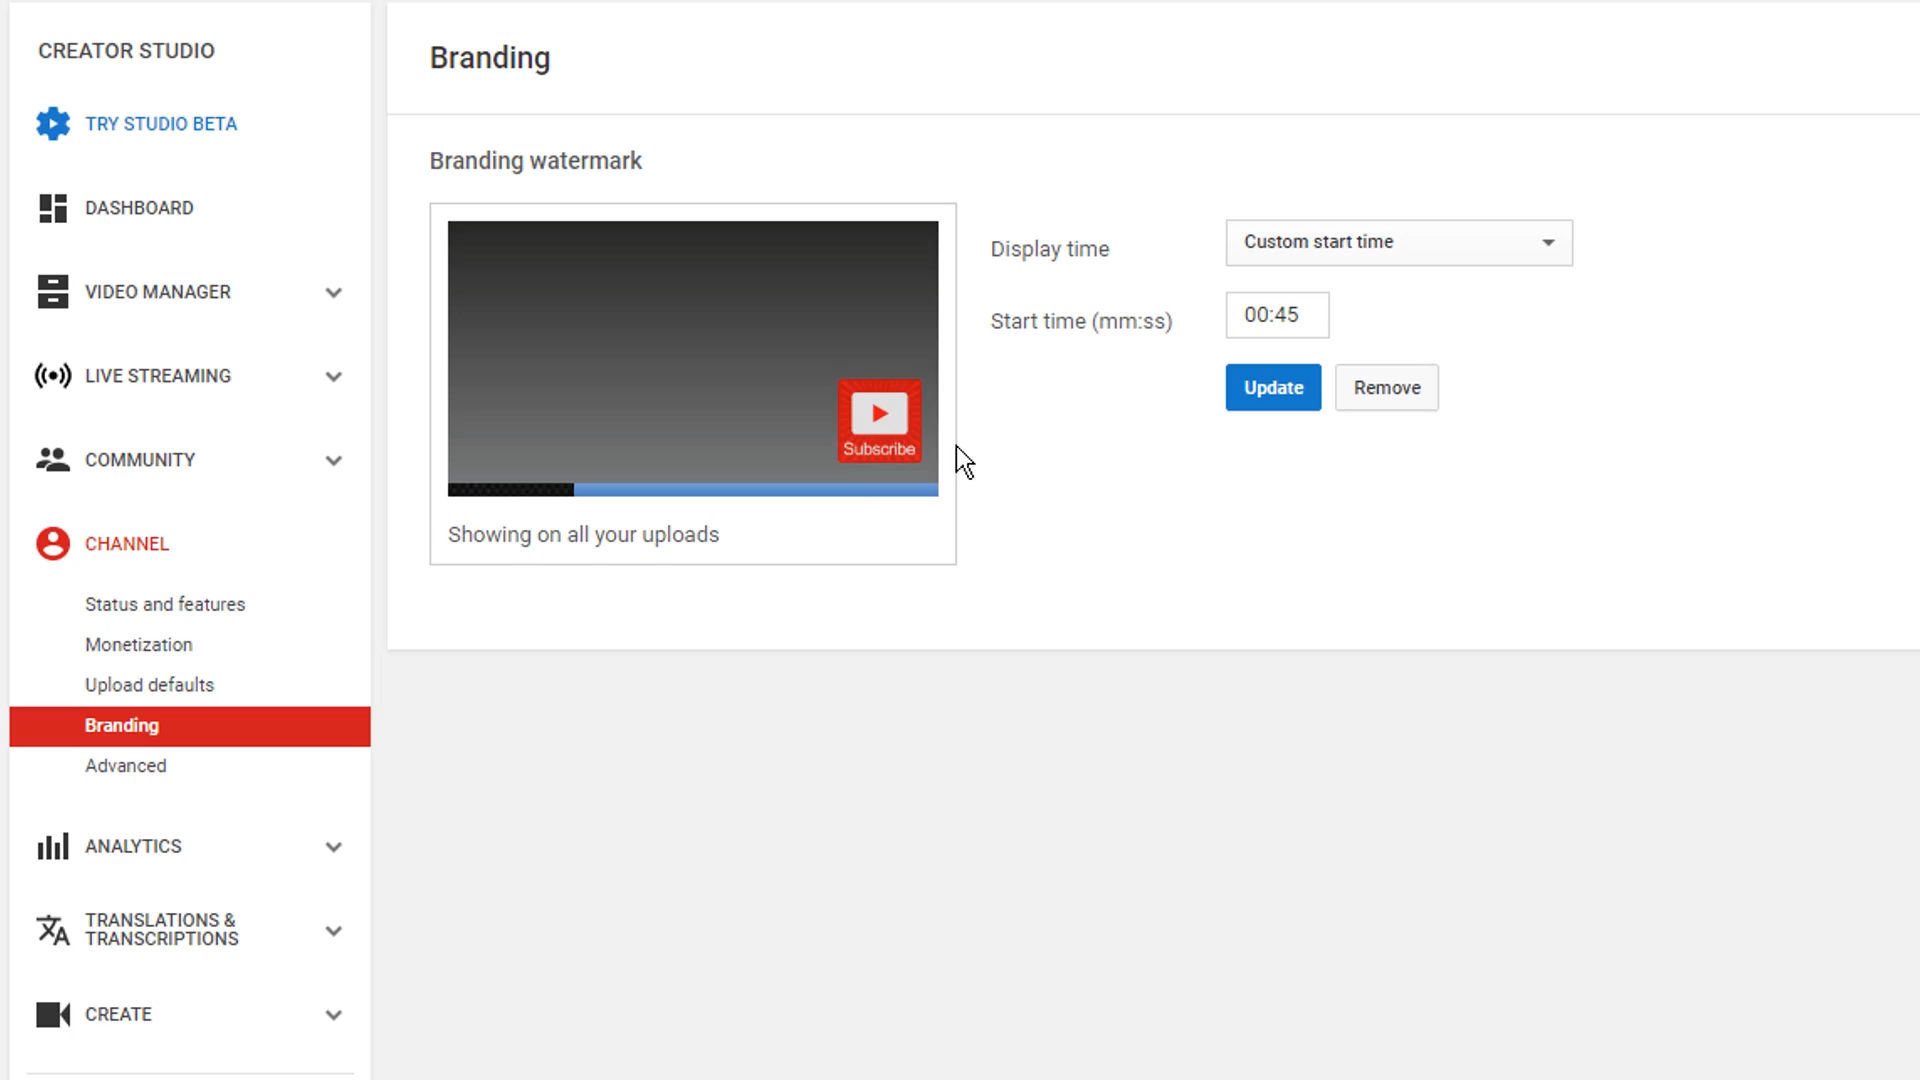 CREATOR STUDIO
TRY STUDIO BETA
DASHBOARD
VIDEO MANAGER
LIVE STREAMING
COMMUNITY
CHANNEL
Status and features
Monetization
Upload defaults
Branding
Advanced
ANALYTICS
TRANSLATIONS &
TRANSCRIPTIONS
CREATE
Branding
Branding watermark
Subscribe
Showing on all your uploads
Display time
Custom start time
Start time (mm:ss)
00:45
Update
Remove